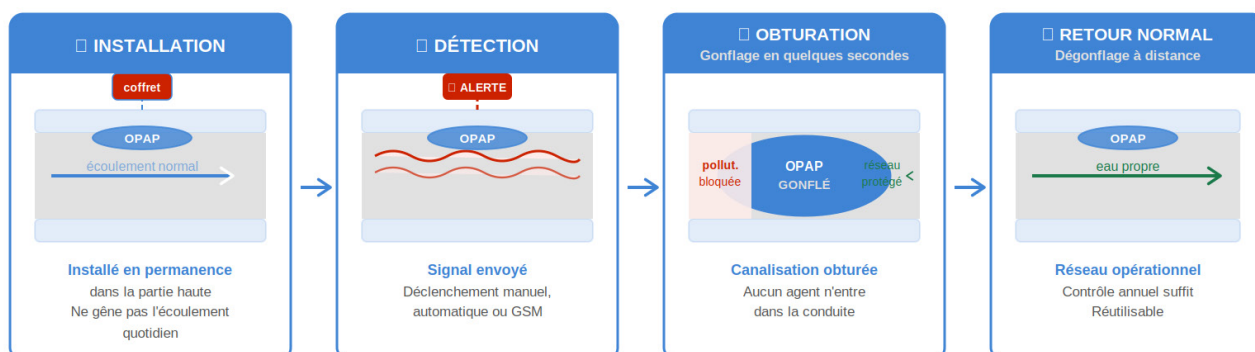 INSTALLATION
coffret
OPAP
écoulement normal
Installé en permanence
dans la partie haute
Ne gêne pas l'écoulement
quotidien
DÉTECTION
ALERTE
OPAP
Signal envoyé
Déclenchement manuel,
automatique ou GSM
OBTURATION
Gonflage en quelques secondes
pollut.
bloquée
OPAP
GONFLÉ
réseau
protégé
Canalisation obturée
Aucun agent n'entre
dans la conduite
RETOUR NORMAL
Dégonflage à distance
OPAP
eau propre
Réseau opérationnel
Contrôle annuel suffit
Réutilisable